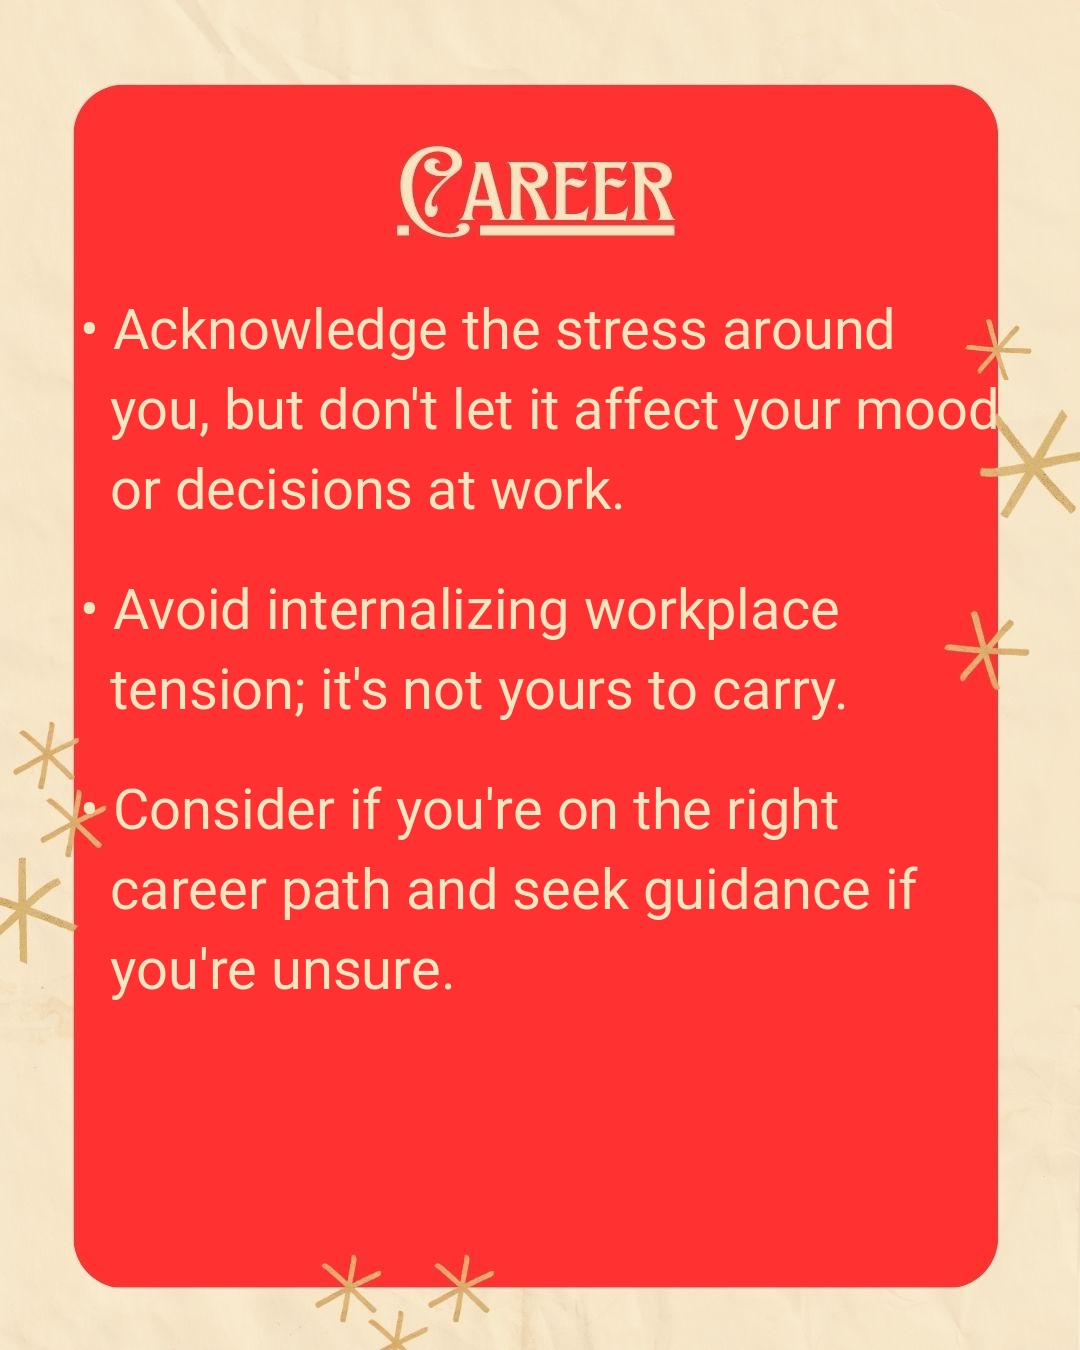 Career
• Acknowledge the stress around
you, but don't let it affect your mood
or decisions at work.
• Avoid internalizing workplace
tension; it's not yours to carry.
• Consider if you're on the right
career path and seek guidance if
you're unsure.